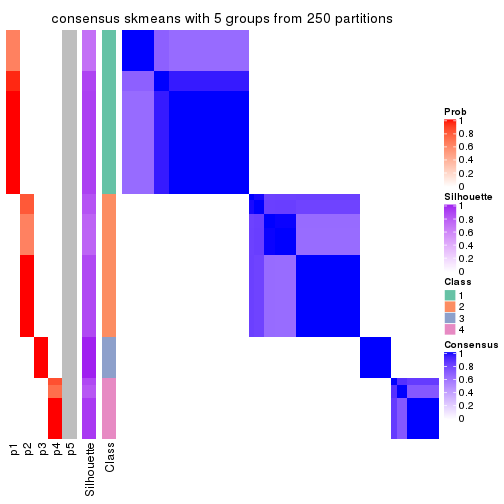 consensus skmeans with 5 groups from 250 partitions
Prob
1
0.8
0.6
0.4
0.2
0
Silhouette
1
0.8
0.6
0.4
0.2
0
Class
1
2
3
4
Consensus
1
0.8
0.6
0.4
0.2
0
p1
p2
p3
p4
p5
Silhouette
Class